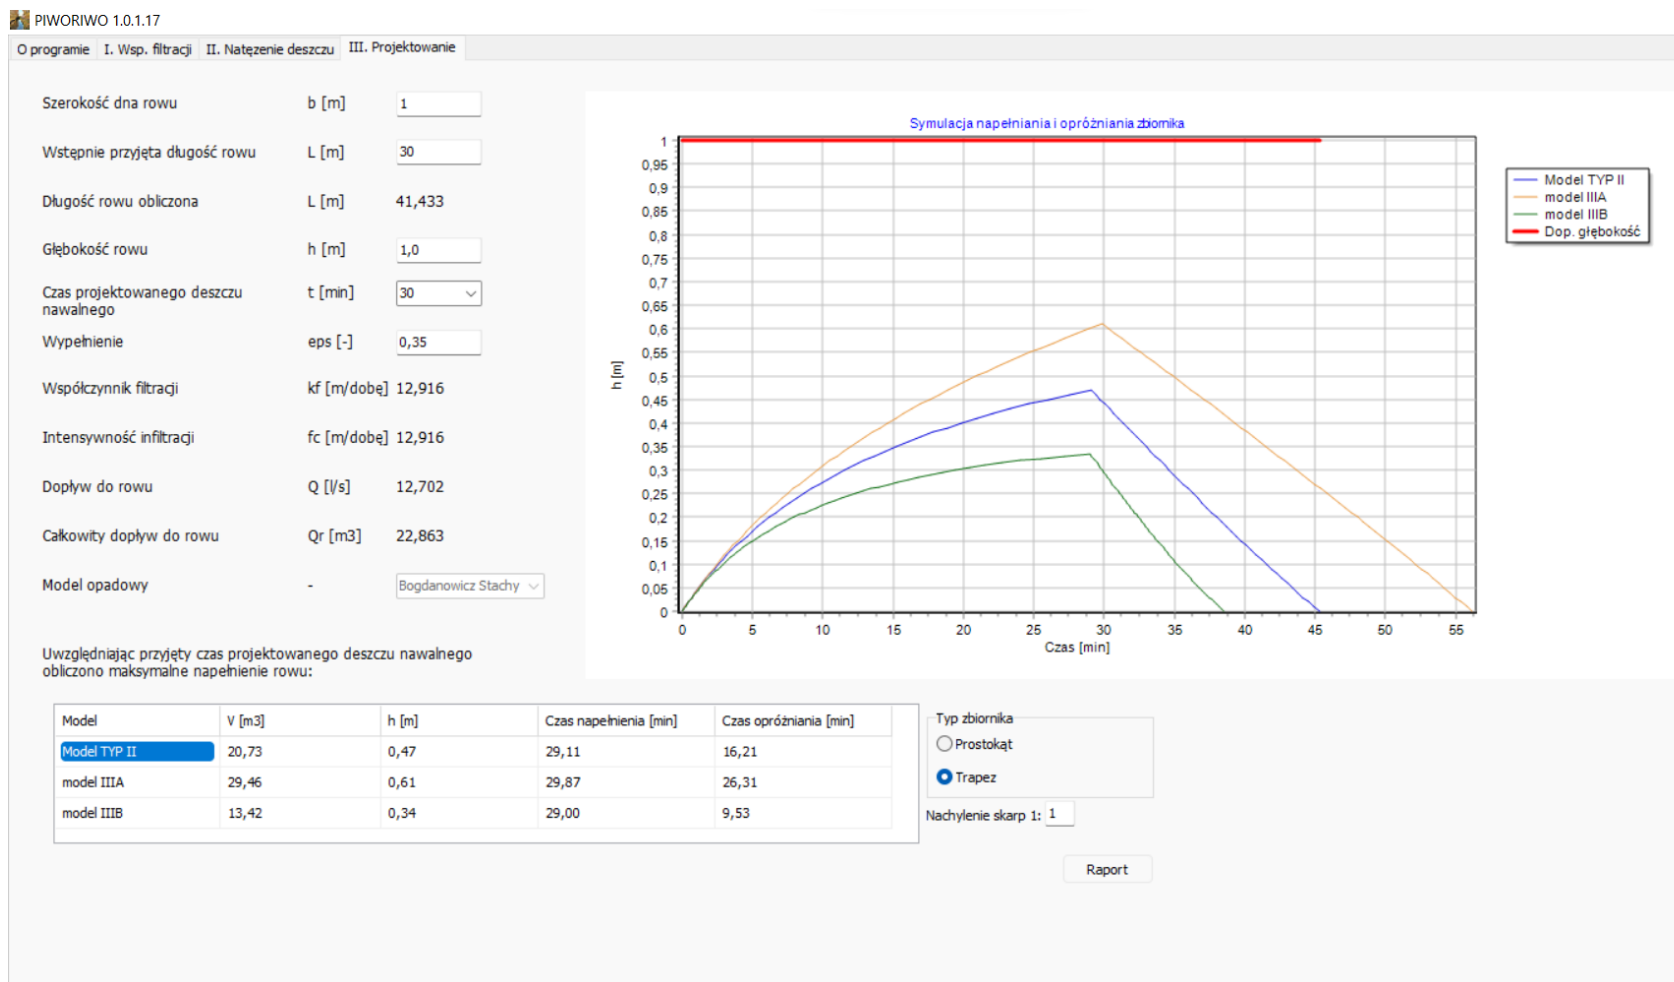 PIWORIWO 1.0.1.17
O programie I. Wsp. filtracji II. Natęzenie deszczu III. Projektowanie
Szerokość dna rowu b [m] 1
Wstępnie przyjęta długość rowu L [m] 30
Długość rowu obliczona L [m] 41,433
Głębokość rowu h [m] 1,0
Czas projektowanego deszczu nawalnego t [min] 30
Wypełnienie eps [-] 0,35
Współczynnik filtracji kf [m/dobę] 12,916
Intensywność infiltracji fc [m/dobę] 12,916
Dopływ do rowu Q [l/s] 12,702
Całkowity dopływ do rowu Qr [m3] 22,863
Model opadowy - Bogdanowicz Stachy
Uwzględniając przyjęty czas projektowanego deszczu nawalnego
obliczono maksymalne napełnienie rowu:
Symulacja napełniania i opróżniania zbiornika
1
0,95
0,9
0,85
0,8
0,75
0,7
0,65
0,6
0,55
0,5
0,45
0,4
0,35
0,3
0,25
0,2
0,15
0,1
0,05
0
h [m]
0 5 10 15 20 25 30 35 40 45 50 55
Czas [min]
Model TYP II
model IIIA
model IIIB
Dop. głębokość
Model V [m3] h [m] Czas napełnienia [min] Czas opróżniania [min]
Model TYP II 20,73 0,47 29,11 16,21
model IIIA 29,46 0,61 29,87 26,31
model IIIB 13,42 0,34 29,00 9,53
Typ zbiornika
Prostokąt
Trapez
Nachylenie skarp 1: 1
Raport